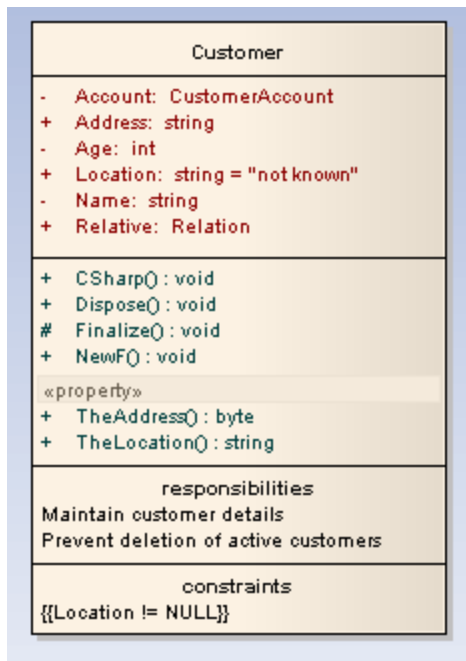 Customer
- Account: CustomerAccount
+ Address: string
- Age: int
+ Location: string = "not known"
- Name: string
+ Relative: Relation
+ CSharp() : void
+ Dispose() : void
# Finalize() : void
+ NewF() : void
«property»
+ TheAddress() : byte
+ TheLocation() : string
responsibilities
Maintain customer details
Prevent deletion of active customers
constraints
{{Location != NULL}}